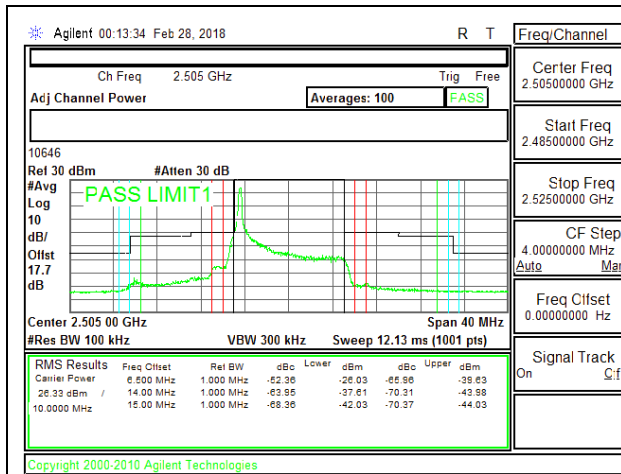 Agilent 00:13:34 Feb 28, 2018 R T
Ch Freq 2.505 GHz Trig Free
Adj Channel Power Averages: 100 PASS
10646
Ref 30 dBm #Atten 30 dB
#Avg
Log
10
dB/
Offst
17.7
dB
PASS LIMIT1
Center 2.505 00 GHz Span 40 MHz
#Res BW 100 kHz VBW 300 kHz Sweep 12.13 ms (1001 pts)
RMS Results Freq Offset Ref BW dBc Lower dBm dBc Upper dBm
Carrier Power 6.500 MHz 1.000 MHz -52.36 -26.03 -65.96 -39.63
26.33 dBm / 14.00 MHz 1.000 MHz -63.95 -37.61 -70.31 -43.98
10.0000 MHz 15.00 MHz 1.000 MHz -68.36 -42.03 -70.37 -44.03
Copyright 2000-2010 Agilent Technologies
Freq/Channel
Center Freq
2.50500000 GHz
Start Freq
2.48500000 GHz
Stop Freq
2.52500000 GHz
CF Step
4.00000000 MHz
Auto Man
Freq Offset
0.00000000 Hz
Signal Track
On